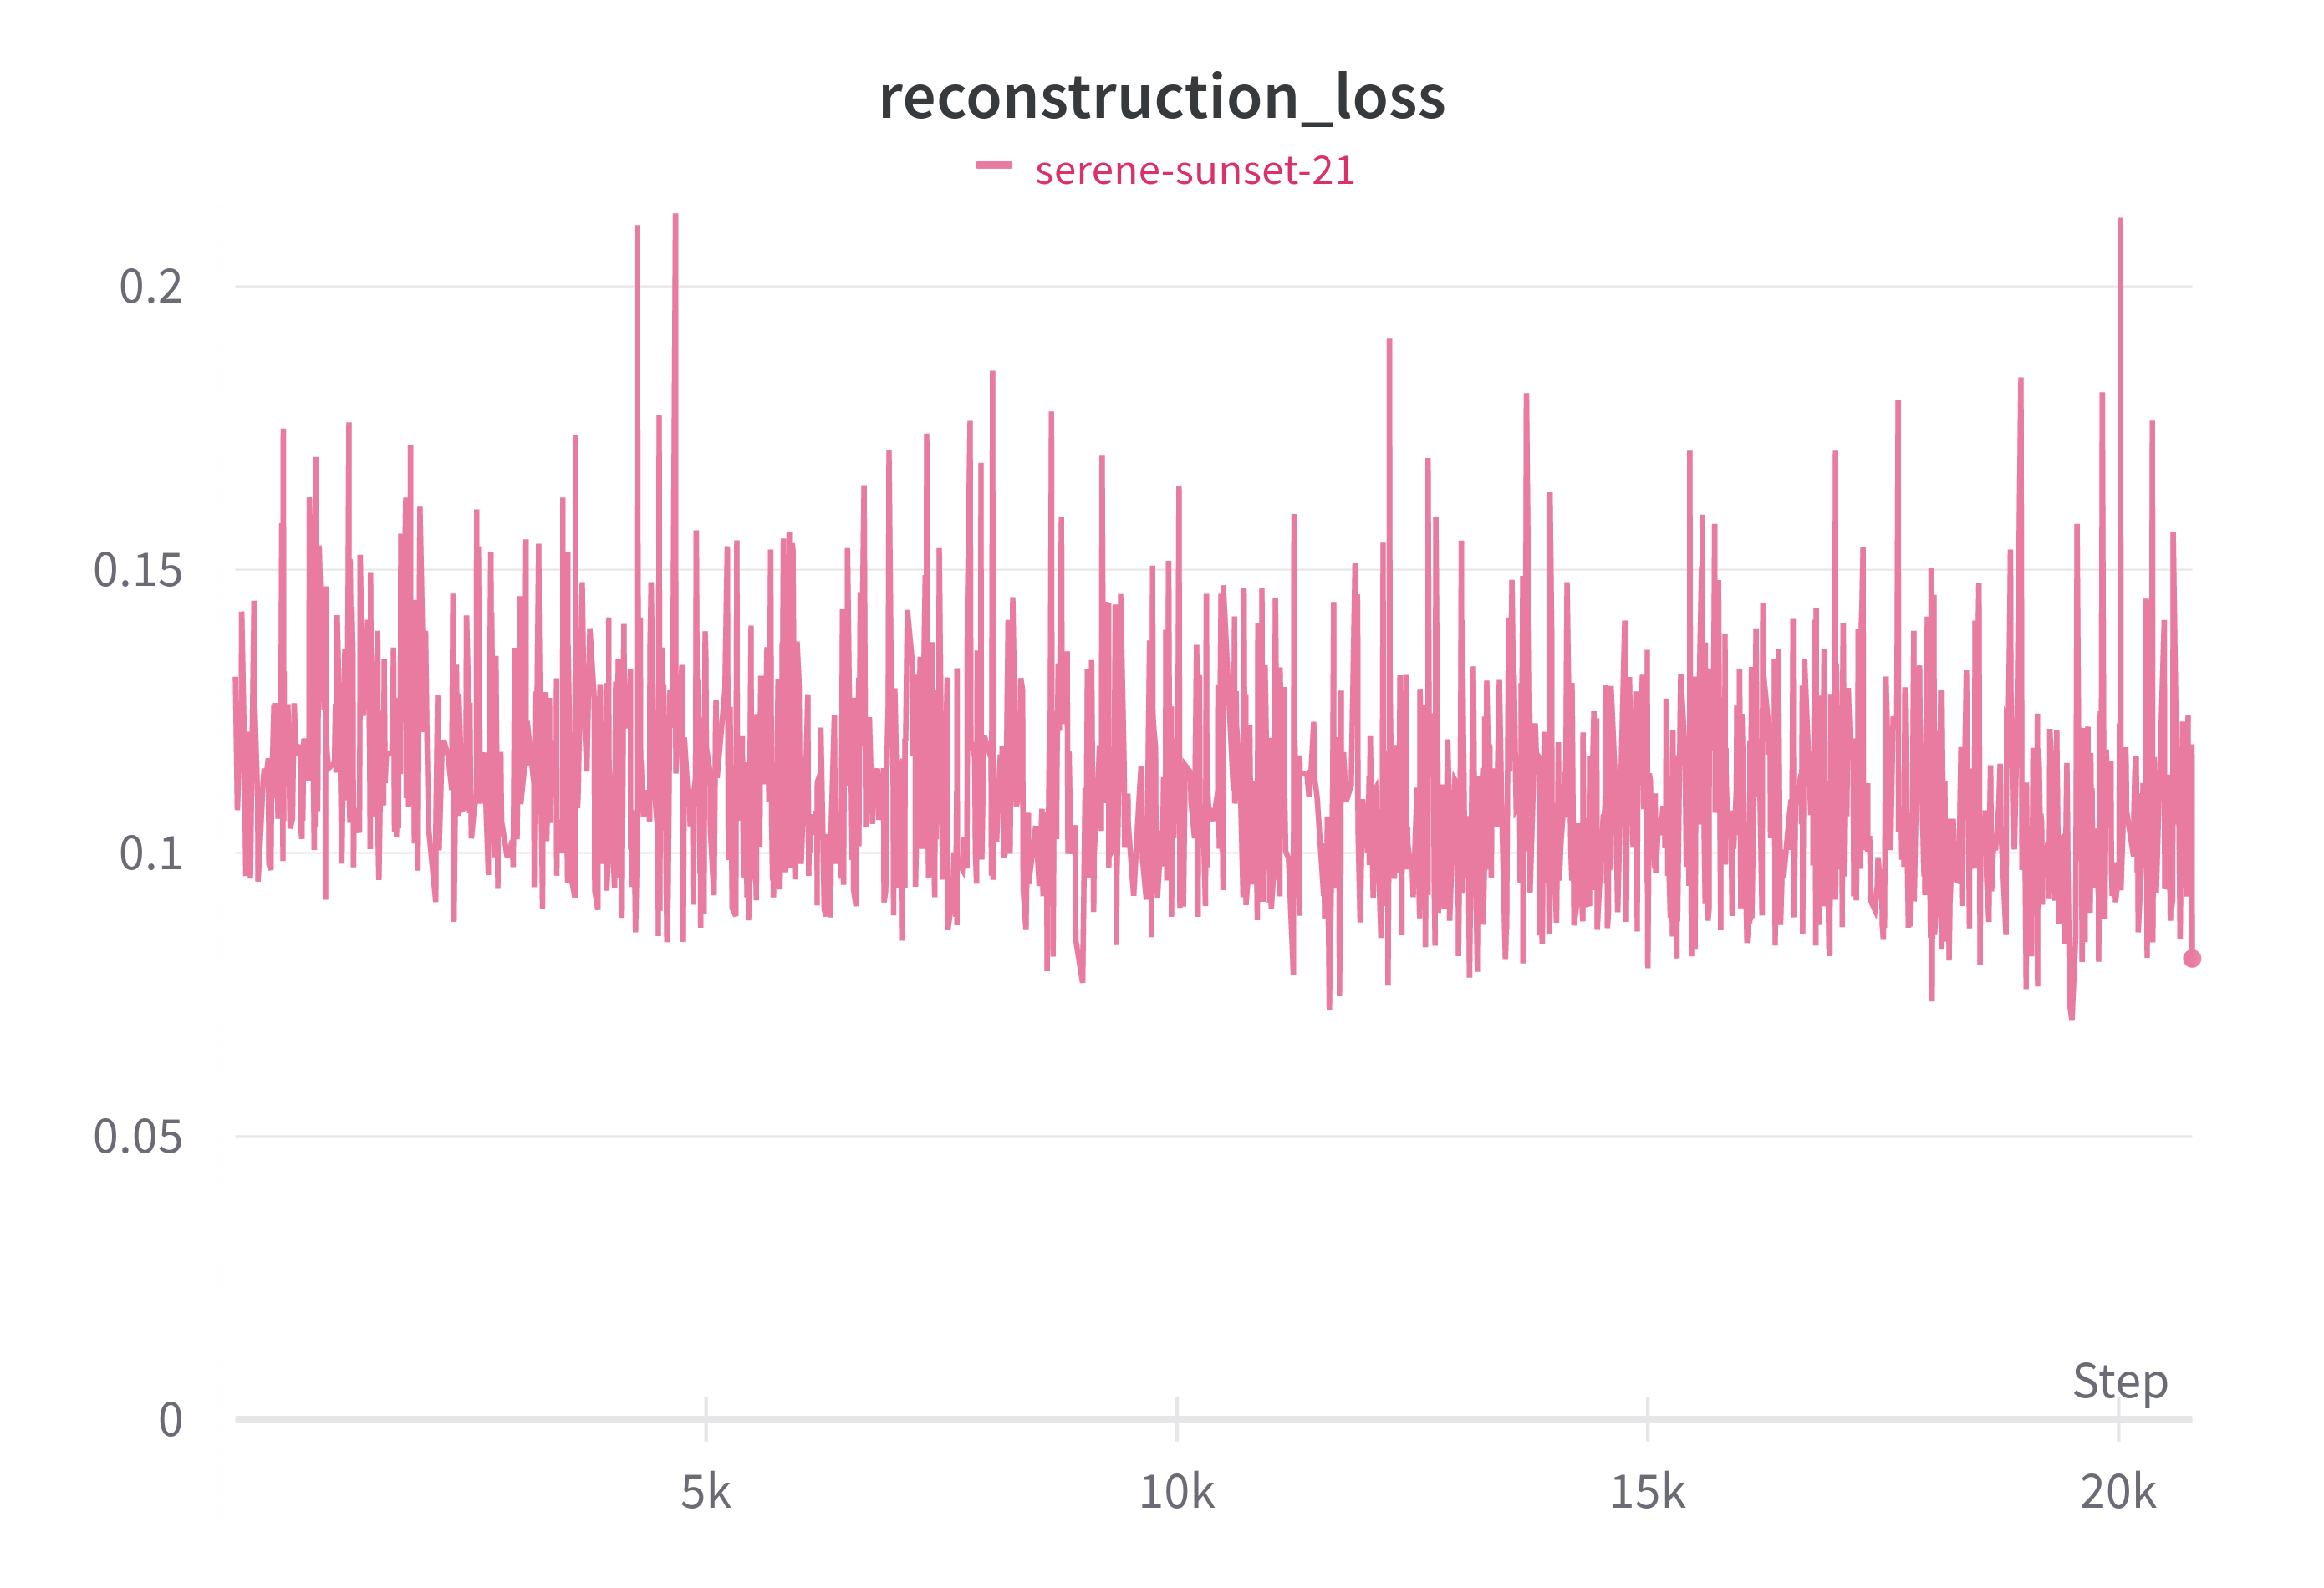 reconstruction_loss
serene-sunset-21
0.2
0.15
0.1
0.05
0
Step
5k 10k 15k 20k